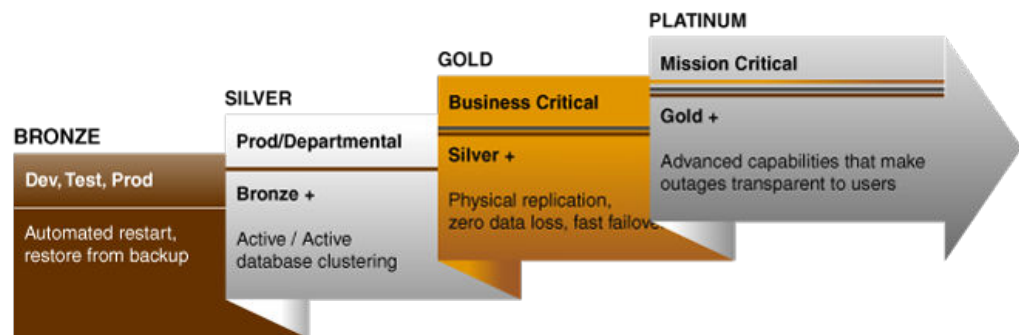 BRONZE
Dev, Test, Prod
Automated restart,
restore from backup
SILVER
Prod/Departmental
Bronze +
Active / Active
database clustering
GOLD
Business Critical
Silver +
Physical replication,
zero data loss, fast failove
PLATINUM
Mission Critical
Gold +
Advanced capabilities that make
outages transparent to users